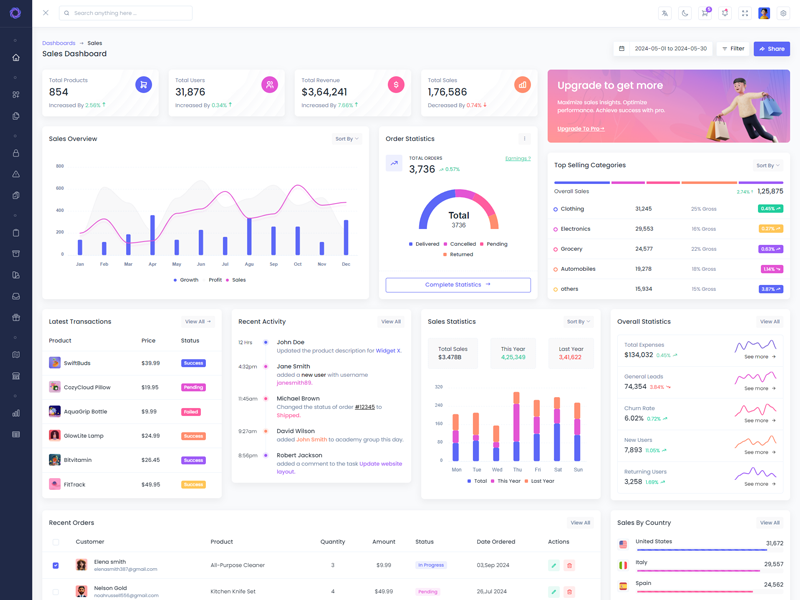 Search anything here ...
5
Dashboards → Sales
Sales Dashboard
2024-05-01 to 2024-05-30
Filter
Share
Total Products
854
Increased By 2.56% ↑
Total Users
31,876
Increased By 0.34% ↑
Total Revenue
$3,64,241
Increased By 7.66% ↑
Total Sales
1,76,586
Decreased By 0.74% ↓
Upgrade to get more
Maximize sales insights. Optimize
performance. Achieve success with pro.
Upgrade To Pro →
Sales Overview
Sort By
800
600
400
200
0
Jan Feb Mar Apr May Jun Jul Agu Sep Oct Nov Dec
Growth Profit Sales
Order Statistics
TOTAL ORDERS
3,736 0.57%
Earnings ?
Total
3736
Delivered Cancelled Pending
Returned
Complete Statistics →
Top Selling Categories
Sort By
Overall Sales
2.74% ↑ 1,25,875
Clothing 31,245 25% Gross 0.45%
Electronics 29,553 16% Gross 0.27%
Grocery 24,577 22% Gross 0.63%
Automobiles 19,278 18% Gross 1.14%
others 15,934 15% Gross 3.87%
Latest Transactions
View All →
Product Price Status
SwiftBuds $39.99 Success
CozyCloud Pillow $19.95 Pending
AquaGrip Bottle $9.99 Failed
GlowLite Lamp $24.99 Success
Bitvitamin $26.45 Success
FitTrack $49.95 Success
Recent Activity
View All
12 Hrs John Doe
Updated the product description for Widget X.
4:32pm Jane Smith
added a new user with username
janesmith89.
11:45am Michael Brown
Changed the status of order #12345 to
Shipped.
9:27am David Wilson
added John Smith to academy group this day.
8:56pm Robert Jackson
added a comment to the task Update website
layout.
Sales Statistics
Sort By
Total Sales
$3.478B
This Year
4,25,349
Last Year
3,41,622
328
246
164
82
0
Mon Tue Wed Thu Fri Sat Sun
Total This Year Last Year
Overall Statistics
View All
Total Expenses
$134,032 0.45%
See more →
General Leads
74,354 3.84%
See more →
Churn Rate
6.02% 0.72%
See more →
New Users
7,893 11.05%
See more →
Returning Users
3,258 1.69%
See more →
Recent Orders
View All
Customer Product Quantity Amount Status Date Ordered Actions
Elena smith
elenasmith387@gmail.com
All-Purpose Cleaner 3 $9.99 In Progress 03,Sep 2024
Nelson Gold
noahrussell556@gmail.com
Kitchen Knife Set 4 $49.99 Pending 26,Jul 2024
Sales By Country
View All
United States 31,672
Italy 29,557
Spain 24,562